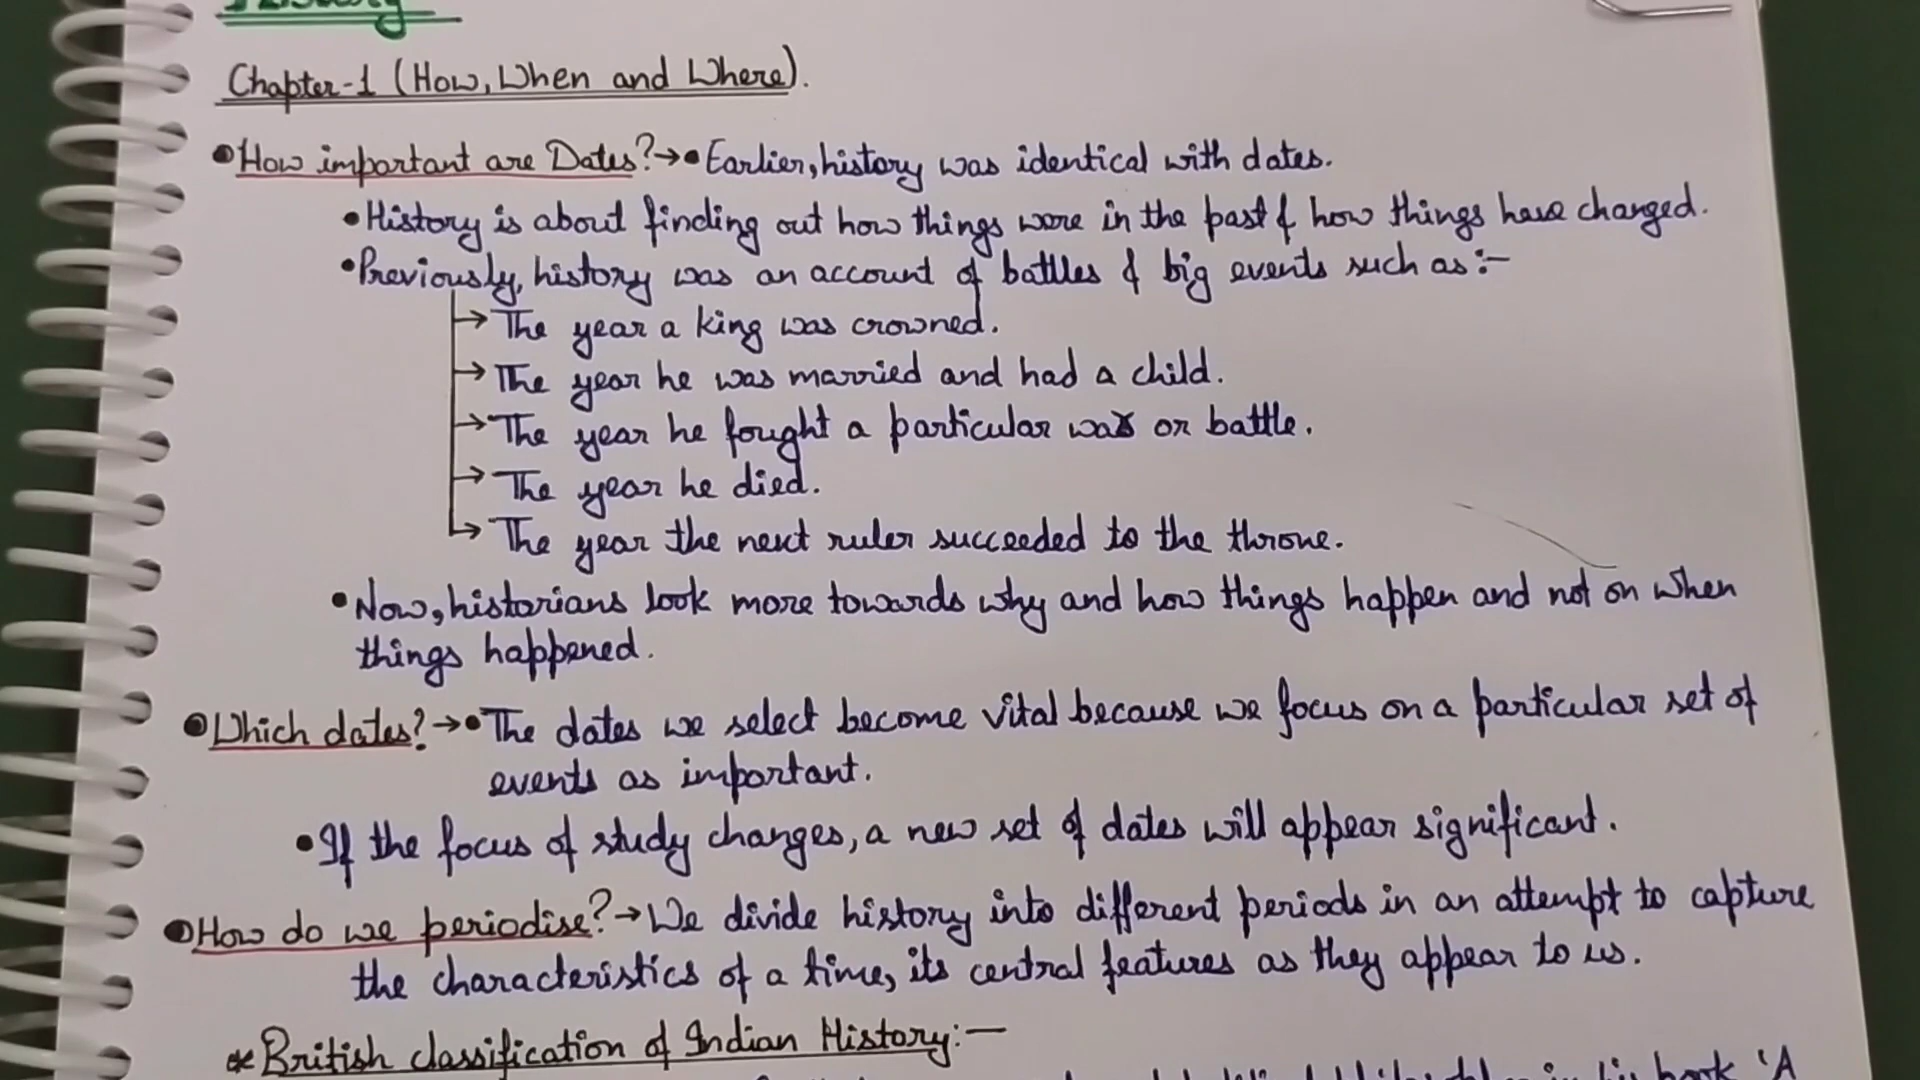 History
Chapter-1 (How, When and Where).
•How important are Dates?→•Earlier, history was identical with dates.
•History is about finding out how things were in the past & how things have changed.
•Previously, history was an account of battles & big events such as:-
→The year a king was crowned.
→The year he was married and had a child.
→The year he fought a particular war or battle.
→The year he died.
→The year the next ruler succeeded to the throne.
•Now, historians look more towards why and how things happen and not on when
things happened.
•Which dates?→•The dates we select become vital because we focus on a particular set of
events as important.
•If the focus of study changes, a new set of dates will appear significant.
•How do we periodise?→We divide history into different periods in an attempt to capture
the characteristics of a time, its central features as they appear to us.
*British classification of Indian History:-
in his book 'A